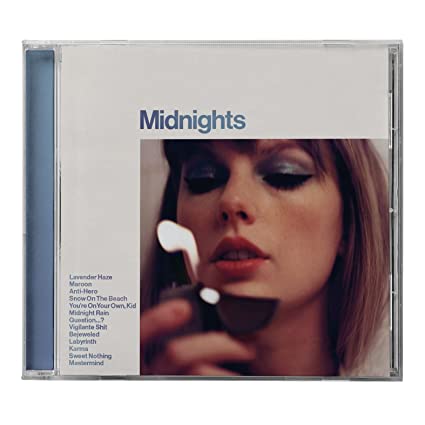 Midnights
Lavender Haze
Maroon
Anti-Hero
Snow On The Beach
You're On Your Own, Kid
Midnight Rain
Question...?
Vigilante Shit
Bejeweled
Labyrinth
Karma
Sweet Nothing
Mastermind